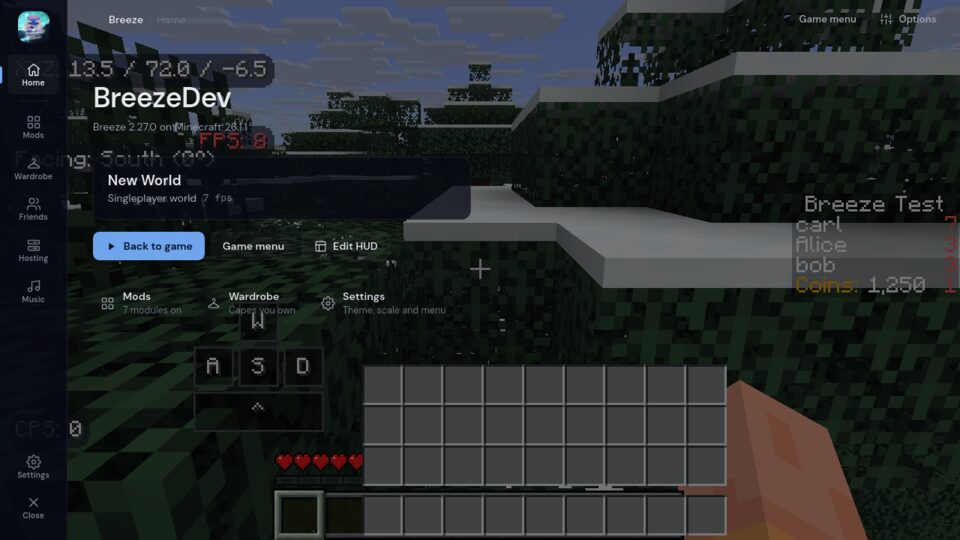 Breeze / Home
Game menu
Options
13.5 / 72.0 / -6.5
Home
BreezeDev
Breeze 2.27.0 on Minecraft 26.1.1
FPS: 8
Mods
Facing: South (0°)
Wardrobe
New World
Singleplayer world 7 fps
Friends
Breeze Test
carl
Alice
bob
Coins: 1,250
Hosting
Back to game
Game menu
Edit HUD
Music
Mods
7 modules on
Wardrobe
Capes you own
Settings
Theme, scale and menu
W
A S D
^
CPS: 0
Settings
Close